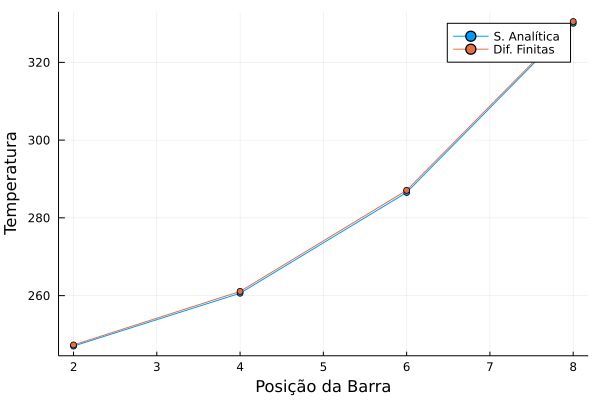 S. Analítica
Dif. Finitas
320
300
280
260
2 3 4 5 6 7 8
Temperatura
Posição da Barra